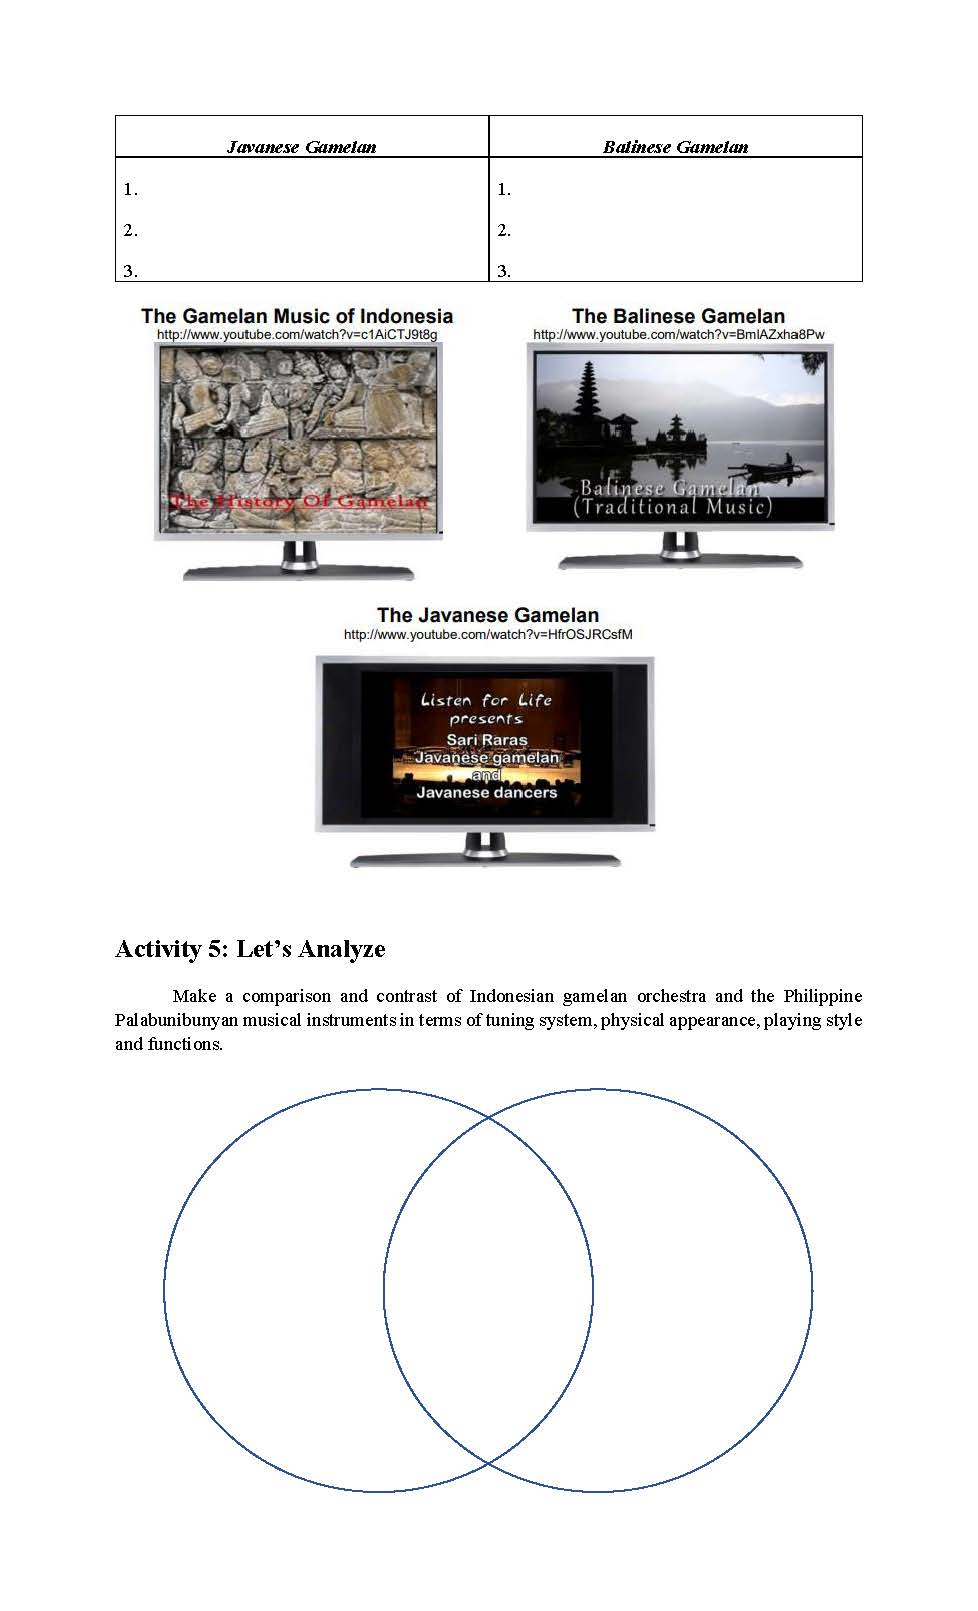 Javanese Gamelan
Balinese Gamelan
1.
1.
2.
2.
3.
3.
The Gamelan Music of Indonesia
http://www.youtube.com/watch?v=c1AiCTJ9t8g
The Balinese Gamelan
http://www.youtube.com/watch?v=BmIAZxha8Pw
The History Of Gamelan
Balinese Gamelan
(Traditional Music)
The Javanese Gamelan
http://www.youtube.com/watch?v=HfrOSJRCsfM
Listen for Life
presents
Sari Raras
Javanese gamelan
and
Javanese dancers
Activity 5: Let’s Analyze
Make a comparison and contrast of Indonesian gamelan orchestra and the Philippine
Palabunibunyan musical instruments in terms of tuning system, physical appearance, playing style
and functions.